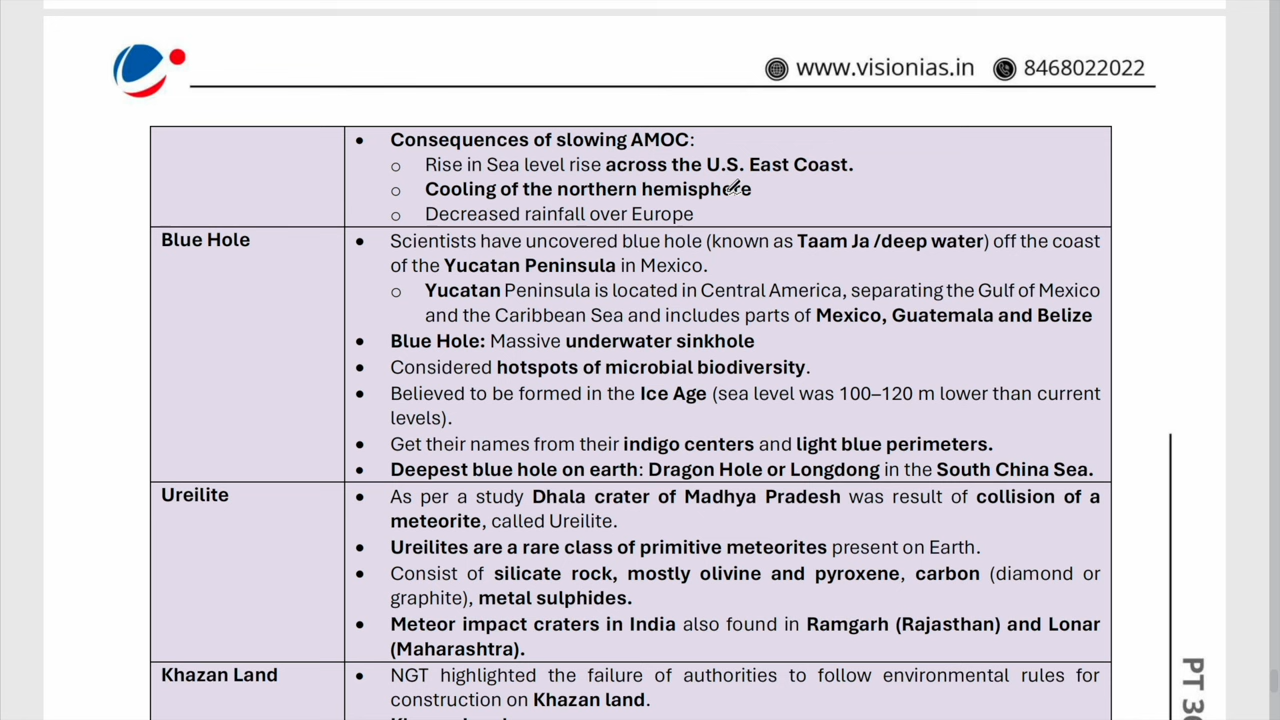 www.visionias.in 8468022022
• Consequences of slowing AMOC:
o Rise in Sea level rise across the U.S. East Coast.
o Cooling of the northern hemisphere
o Decreased rainfall over Europe
Blue Hole
• Scientists have uncovered blue hole (known as Taam Ja /deep water) off the coast
of the Yucatan Peninsula in Mexico.
o Yucatan Peninsula is located in Central America, separating the Gulf of Mexico
and the Caribbean Sea and includes parts of Mexico, Guatemala and Belize
• Blue Hole: Massive underwater sinkhole
• Considered hotspots of microbial biodiversity.
• Believed to be formed in the Ice Age (sea level was 100–120 m lower than current
levels).
• Get their names from their indigo centers and light blue perimeters.
• Deepest blue hole on earth: Dragon Hole or Longdong in the South China Sea.
Ureilite
• As per a study Dhala crater of Madhya Pradesh was result of collision of a
meteorite, called Ureilite.
• Ureilites are a rare class of primitive meteorites present on Earth.
• Consist of silicate rock, mostly olivine and pyroxene, carbon (diamond or
graphite), metal sulphides.
• Meteor impact craters in India also found in Ramgarh (Rajasthan) and Lonar
(Maharashtra).
Khazan Land
• NGT highlighted the failure of authorities to follow environmental rules for
construction on Khazan land.
PT 3